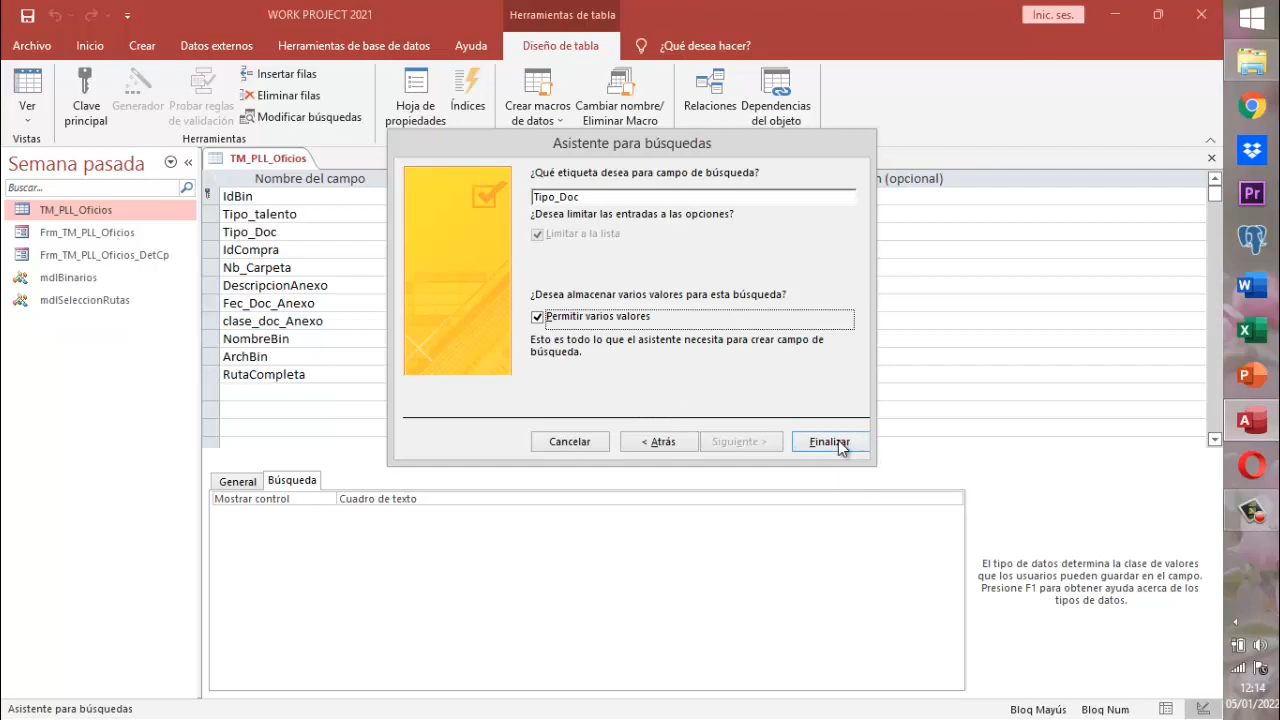 WORK PROJECT 2021
Herramientas de tabla
Inic. ses.
Archivo
Inicio
Crear
Datos externos
Herramientas de base de datos
Ayuda
Diseño de tabla
¿Qué desea hacer?
Ver
Vistas
Clave
principal
Generador
Probar reglas
de validación
Insertar filas
Eliminar filas
Modificar búsquedas
Herramientas
Hoja de
propiedades
Índices
Crear macros
de datos
Cambiar nombre/
Eliminar Macro
Relaciones
Dependencias
del objeto
Semana pasada
Buscar...
TM_PLL_Oficios
Frm_TM_PLL_Oficios
Frm_TM_PLL_Oficios_DetCp
mdlBinarios
mdlSeleccionRutas
TM_PLL_Oficios
Nombre del campo
(opcional)
IdBin
Tipo_talento
Tipo_Doc
IdCompra
Nb_Carpeta
DescripcionAnexo
Fec_Doc_Anexo
clase_doc_Anexo
NombreBin
ArchBin
RutaCompleta
Asistente para búsquedas
¿Qué etiqueta desea para campo de búsqueda?
Tipo_Doc
¿Desea limitar las entradas a las opciones?
Limitar a la lista
¿Desea almacenar varios valores para esta búsqueda?
Permitir varios valores
Esto es todo lo que el asistente necesita para crear campo de
búsqueda.
Cancelar
< Atrás
Siguiente >
Finalizar
General
Búsqueda
Mostrar control
Cuadro de texto
El tipo de datos determina la clase de valores
que los usuarios pueden guardar en el campo.
Presione F1 para obtener ayuda acerca de los
tipos de datos.
Asistente para búsquedas
Bloq Mayús
Bloq Num
Pr
W
X
P
A
12:14
05/01/2022